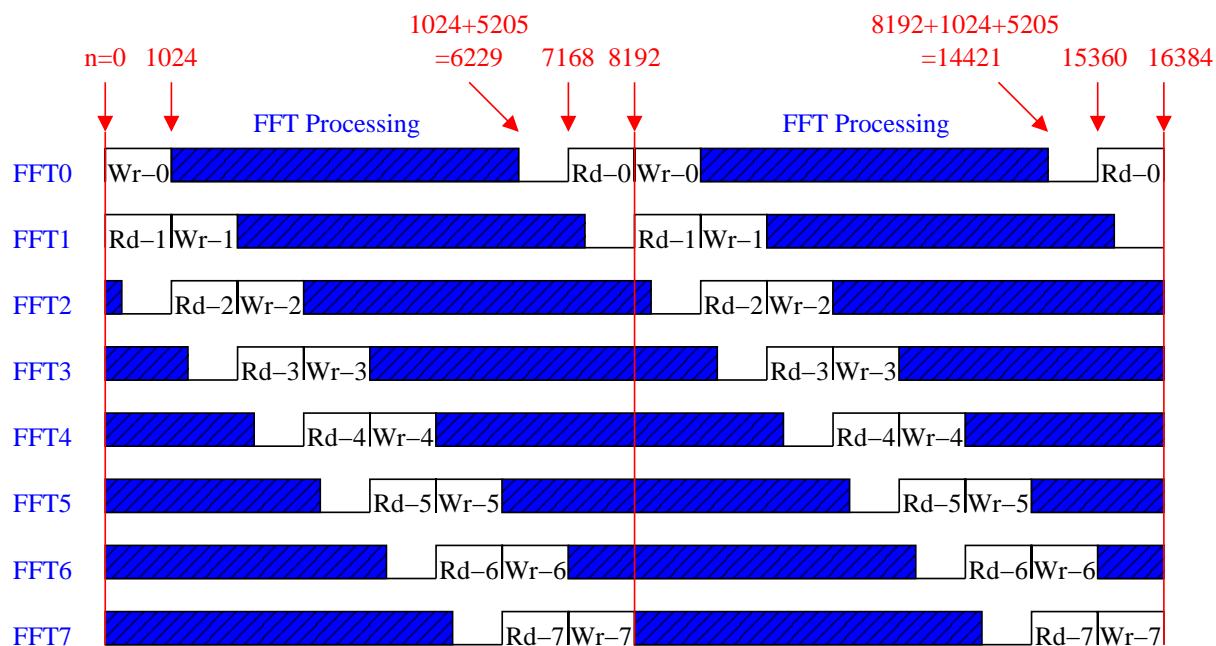 1024+5205
8192+1024+5205
n=0 1024 =6229 7168 8192 =14421 15360 16384
FFT Processing FFT Processing
FFT0 Wr−0 Rd−0 Wr−0 Rd−0
FFT1 Rd−1 Wr−1 Rd−1 Wr−1
FFT2 Rd−2 Wr−2 Rd−2 Wr−2
FFT3 Rd−3 Wr−3 Rd−3 Wr−3
FFT4 Rd−4 Wr−4 Rd−4 Wr−4
FFT5 Rd−5 Wr−5 Rd−5 Wr−5
FFT6 Rd−6 Wr−6 Rd−6 Wr−6
FFT7 Rd−7 Wr−7 Rd−7 Wr−7